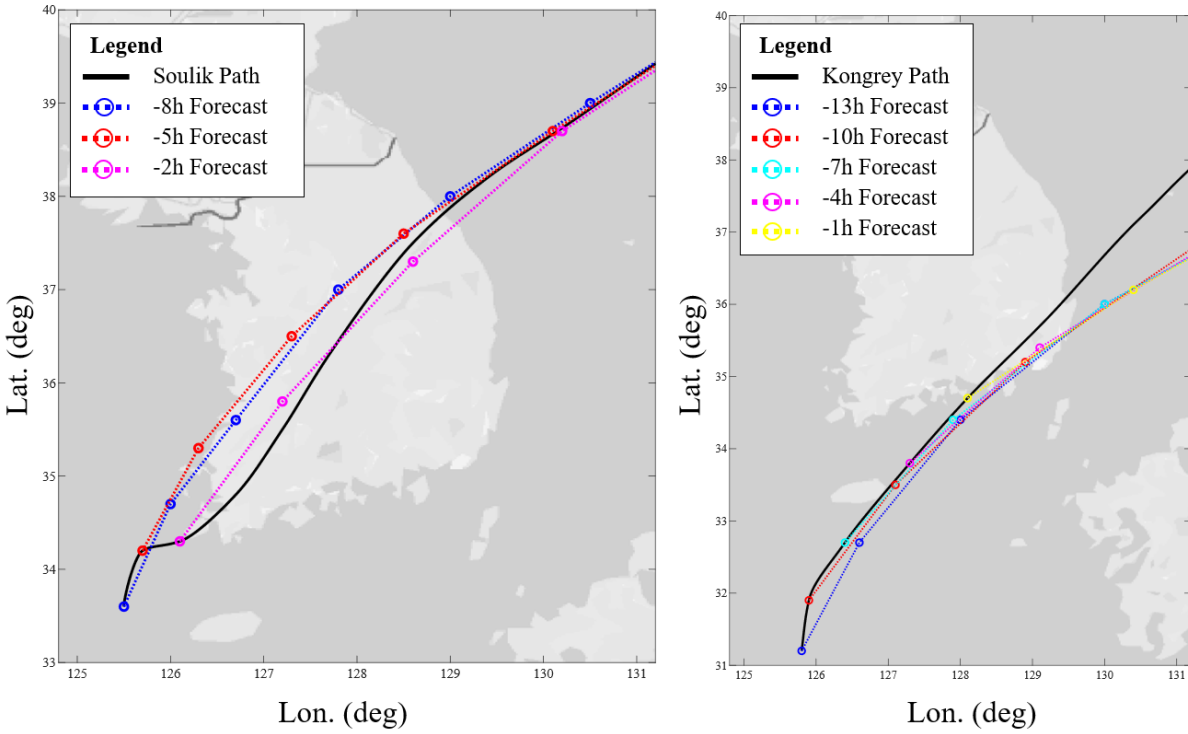 Legend
Soulik Path
-8h Forecast
-5h Forecast
-2h Forecast
40
39
38
37
36
35
34
33
125
126
127
128
129
130
131
Lat. (deg)
Lon. (deg)
Legend
Kongrey Path
-13h Forecast
-10h Forecast
-7h Forecast
-4h Forecast
-1h Forecast
40
39
38
37
36
35
34
33
32
31
125
126
127
128
129
130
131
Lat. (deg)
Lon. (deg)